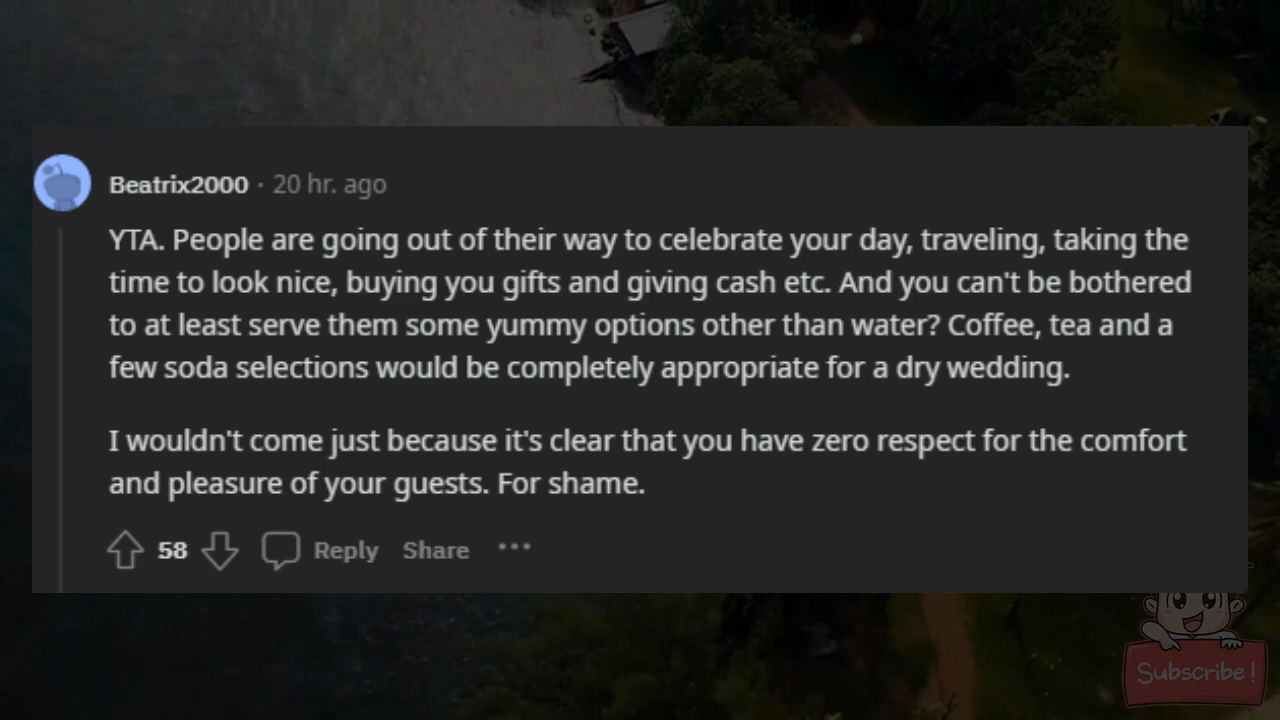 Beatrix2000 · 20 hr. ago
YTA. People are going out of their way to celebrate your day, traveling, taking the
time to look nice, buying you gifts and giving cash etc. And you can't be bothered
to at least serve them some yummy options other than water? Coffee, tea and a
few soda selections would be completely appropriate for a dry wedding.
I wouldn't come just because it's clear that you have zero respect for the comfort
and pleasure of your guests. For shame.
58 Reply Share ···
Subscribe!